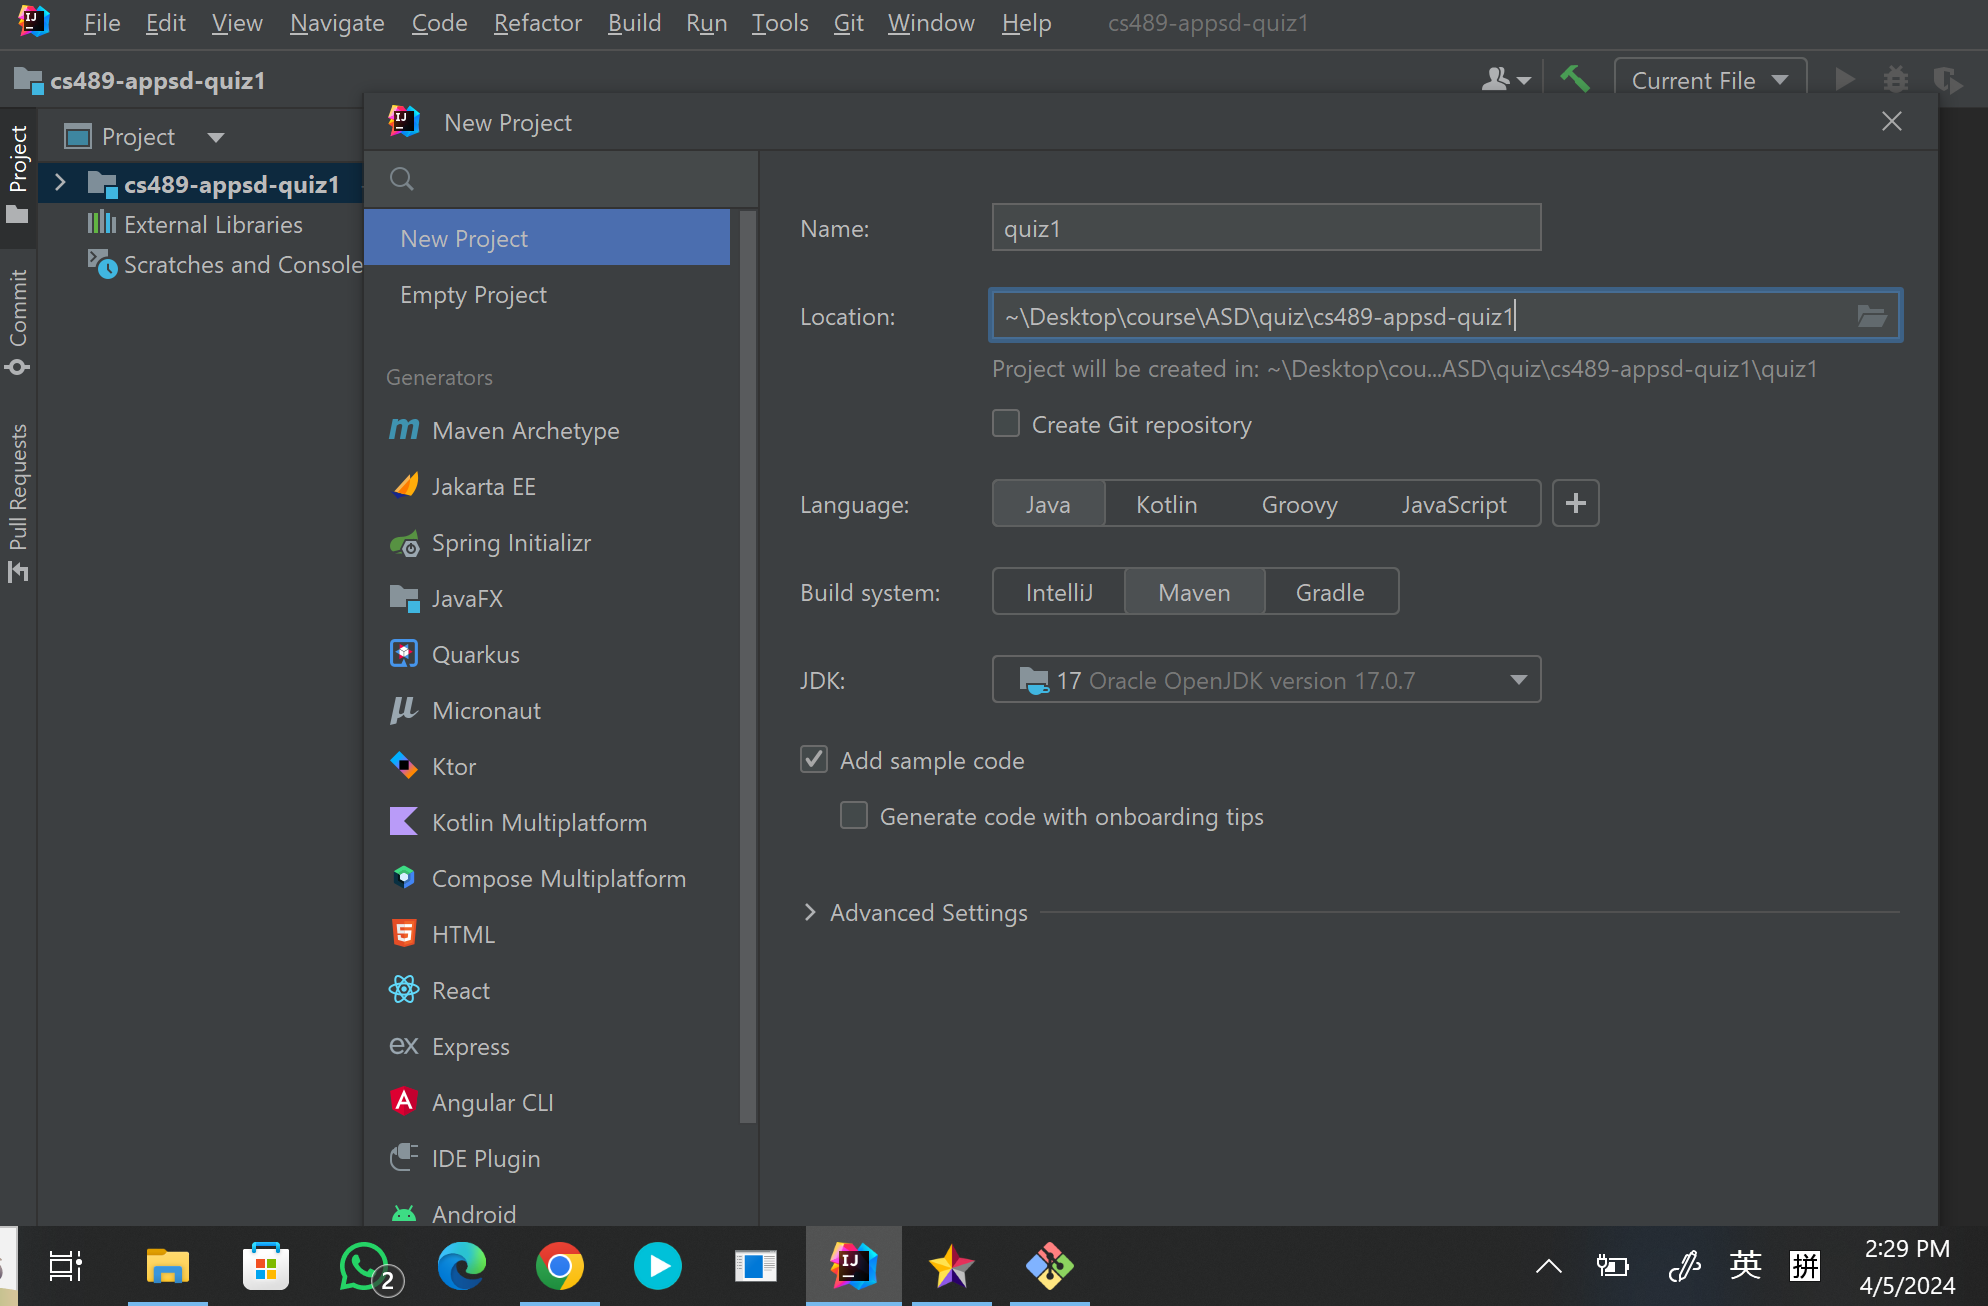 File Edit View Navigate Code Refactor Build Run Tools Git Window Help cs489-appsd-quiz1
cs489-appsd-quiz1
Current File
Project
Commit
Pull Requests
Project
cs489-appsd-quiz1
External Libraries
Scratches and Console
New Project
New Project
Empty Project
Generators
Maven Archetype
Jakarta EE
Spring Initializr
JavaFX
Quarkus
Micronaut
Ktor
Kotlin Multiplatform
Compose Multiplatform
HTML
React
ex Express
Angular CLI
IDE Plugin
Android
Name: quiz1
Location: ~\Desktop\course\ASD\quiz\cs489-appsd-quiz1
Project will be created in: ~\Desktop\cou...ASD\quiz\cs489-appsd-quiz1\quiz1
Create Git repository
Language: Java Kotlin Groovy JavaScript +
Build system: IntelliJ Maven Gradle
JDK: 17 Oracle OpenJDK version 17.0.7
Add sample code
Generate code with onboarding tips
Advanced Settings
2
英 拼
2:29 PM
4/5/2024